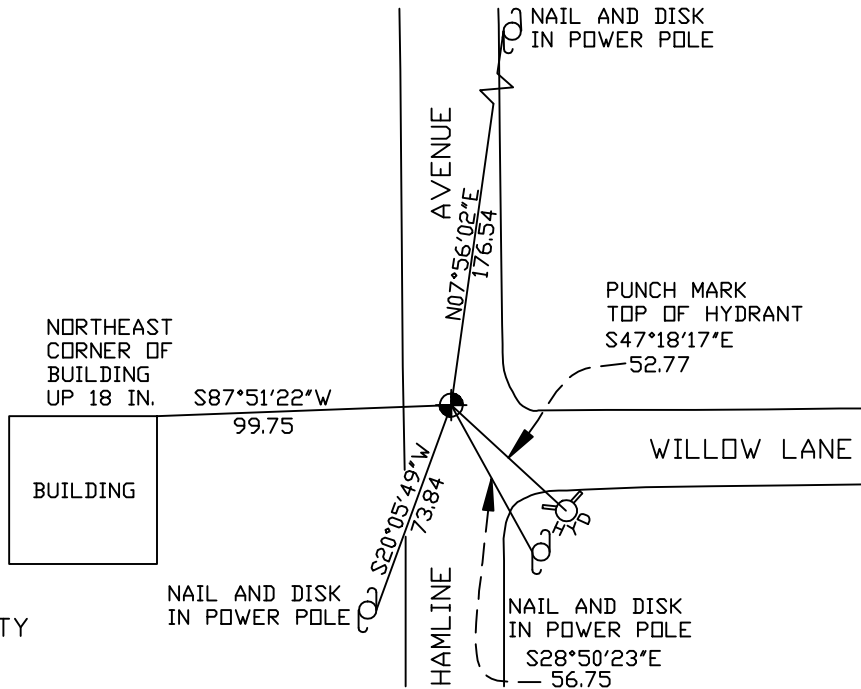 NAIL AND DISK
IN POWER POLE
AVENUE
N07°56'02"E
176.54
PUNCH MARK
TOP OF HYDRANT
S47°18'17"E
52.77
NORTHEAST
CORNER OF
BUILDING
UP 18 IN.
S87°51'22"W
99.75
WILLOW LANE
BUILDING
S20°05'49"W
73.84
HYD
NAIL AND DISK
IN POWER POLE
HAMLINE
NAIL AND DISK
IN POWER POLE
S28°50'23"E
56.75
TY